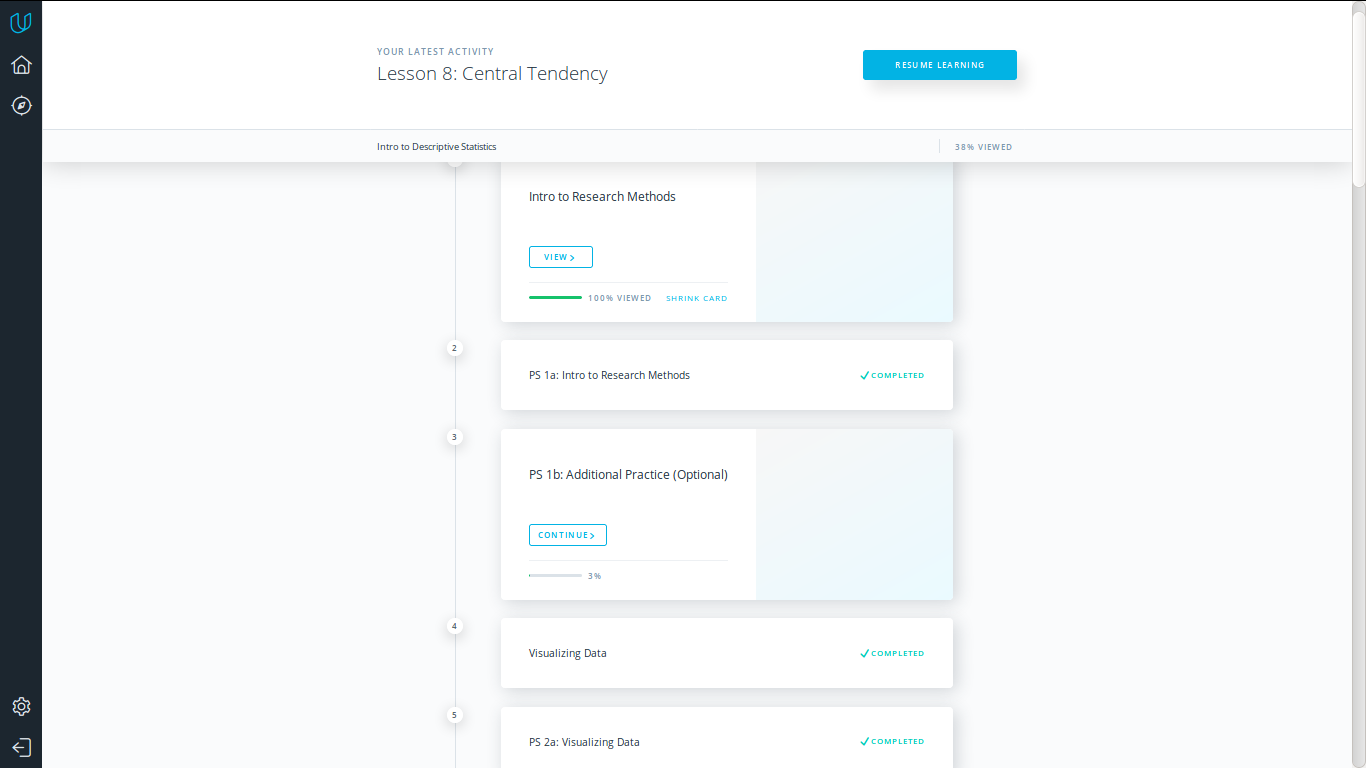 YOUR LATEST ACTIVITY
Lesson 8: Central Tendency
RESUME LEARNING
Intro to Descriptive Statistics
38% VIEWED
Intro to Research Methods
VIEW
100% VIEWED
SHRINK CARD
2
PS 1a: Intro to Research Methods
COMPLETED
3
PS 1b: Additional Practice (Optional)
CONTINUE
3%
4
Visualizing Data
COMPLETED
5
PS 2a: Visualizing Data
COMPLETED